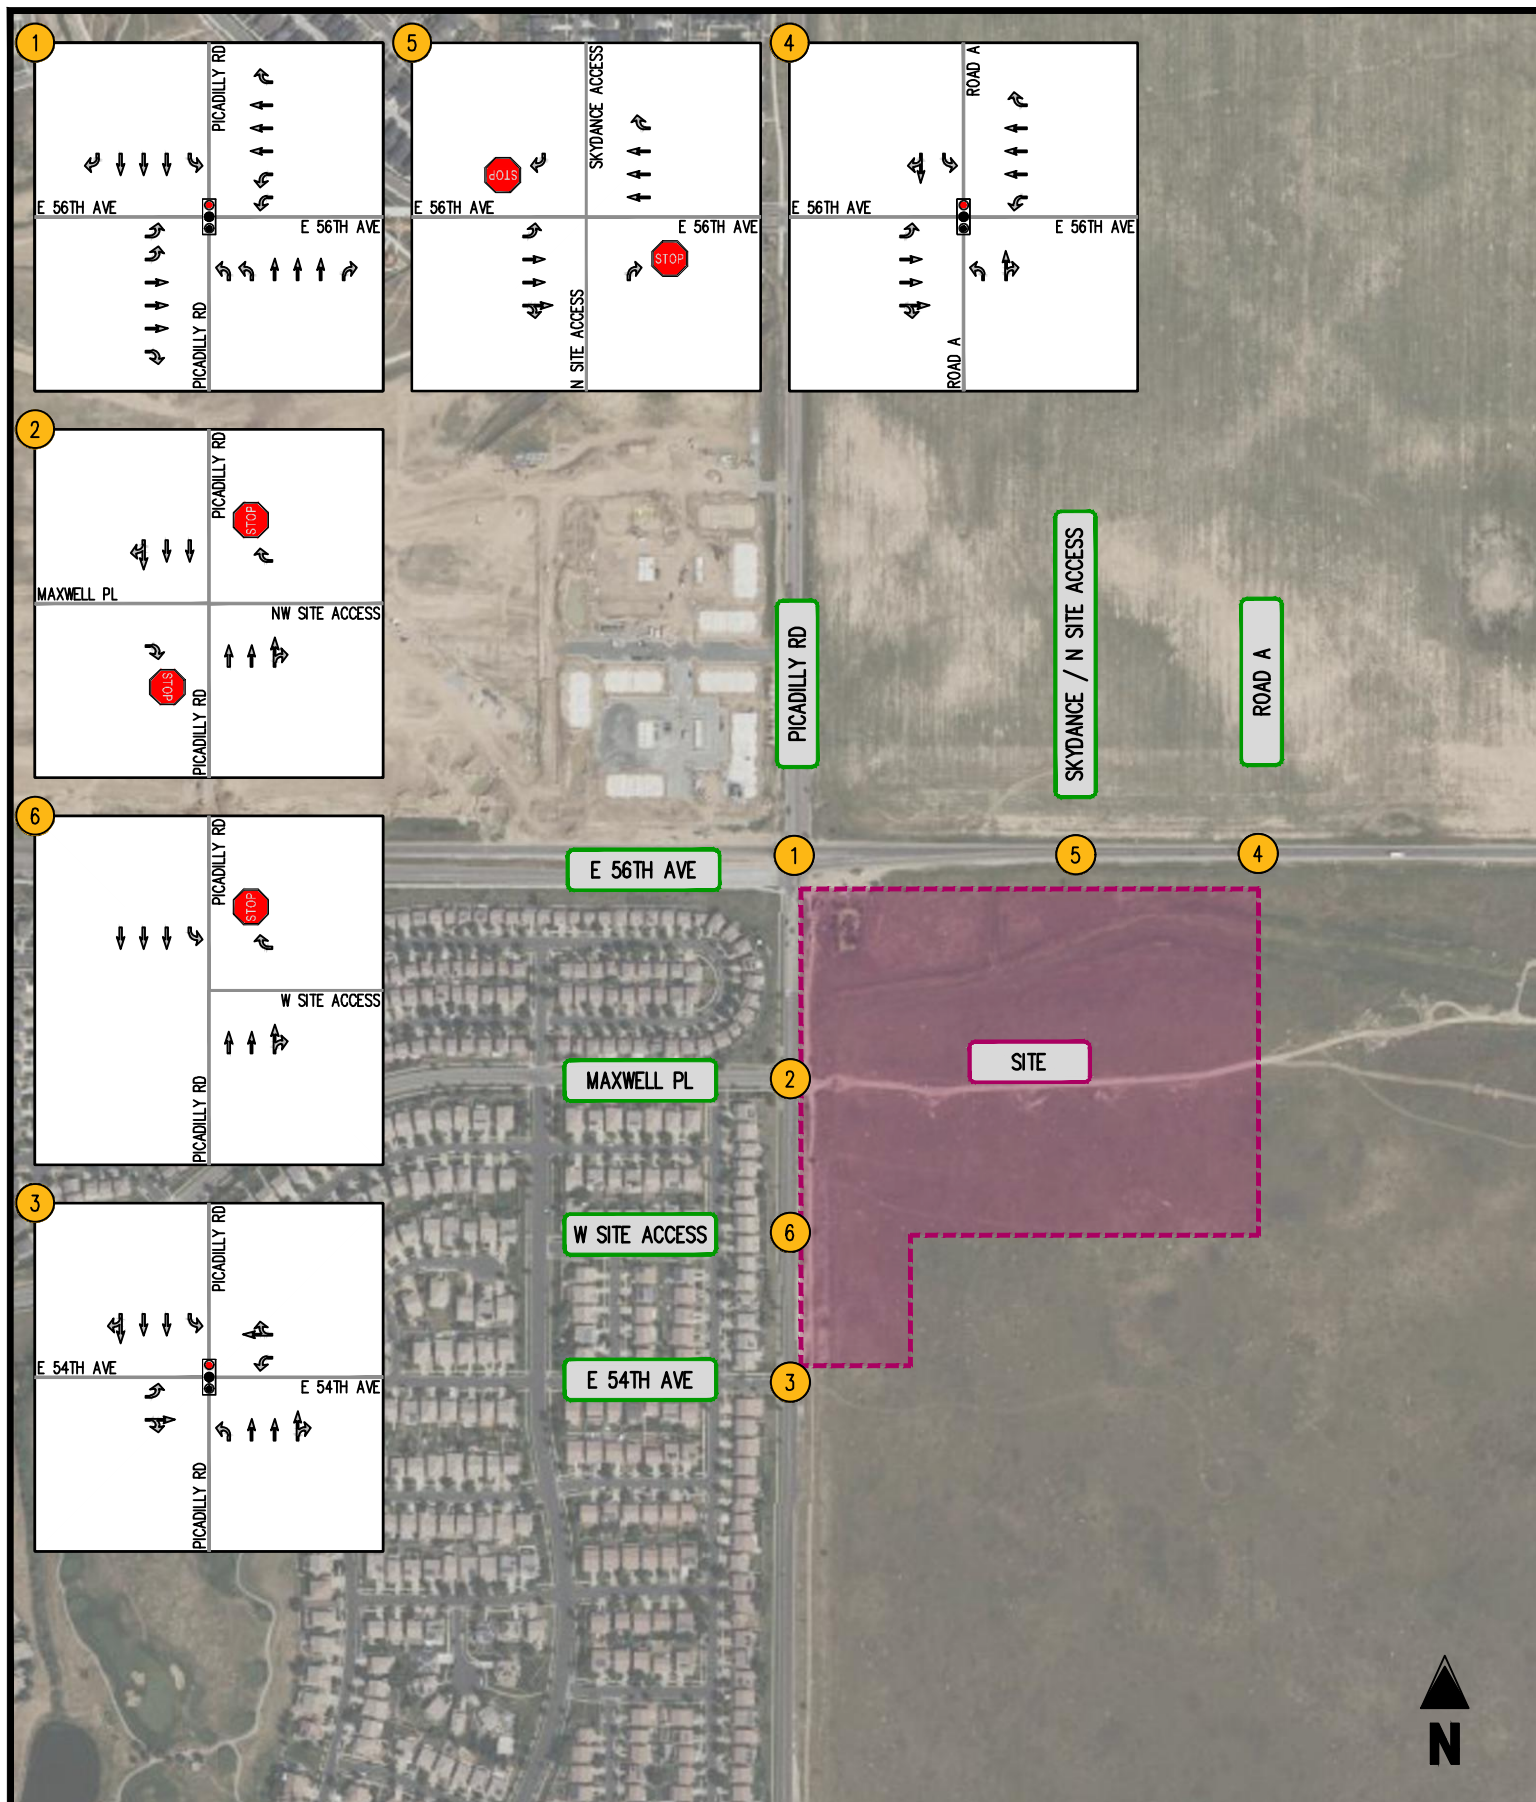 1
PICADILLY RD
E 56TH AVE
E 56TH AVE
PICADILLY RD
5
SKYDANCE ACCESS
STOP
E 56TH AVE
E 56TH AVE
STOP
N SITE ACCESS
4
ROAD A
E 56TH AVE
E 56TH AVE
ROAD A
2
PICADILLY RD
STOP
MAXWELL PL
NW SITE ACCESS
STOP
PICADILLY RD
6
PICADILLY RD
STOP
W SITE ACCESS
PICADILLY RD
3
PICADILLY RD
E 54TH AVE
E 54TH AVE
PICADILLY RD
PICADILLY RD
SKYDANCE / N SITE ACCESS
ROAD A
E 56TH AVE
1
5
4
MAXWELL PL
2
SITE
W SITE ACCESS
6
E 54TH AVE
3
N